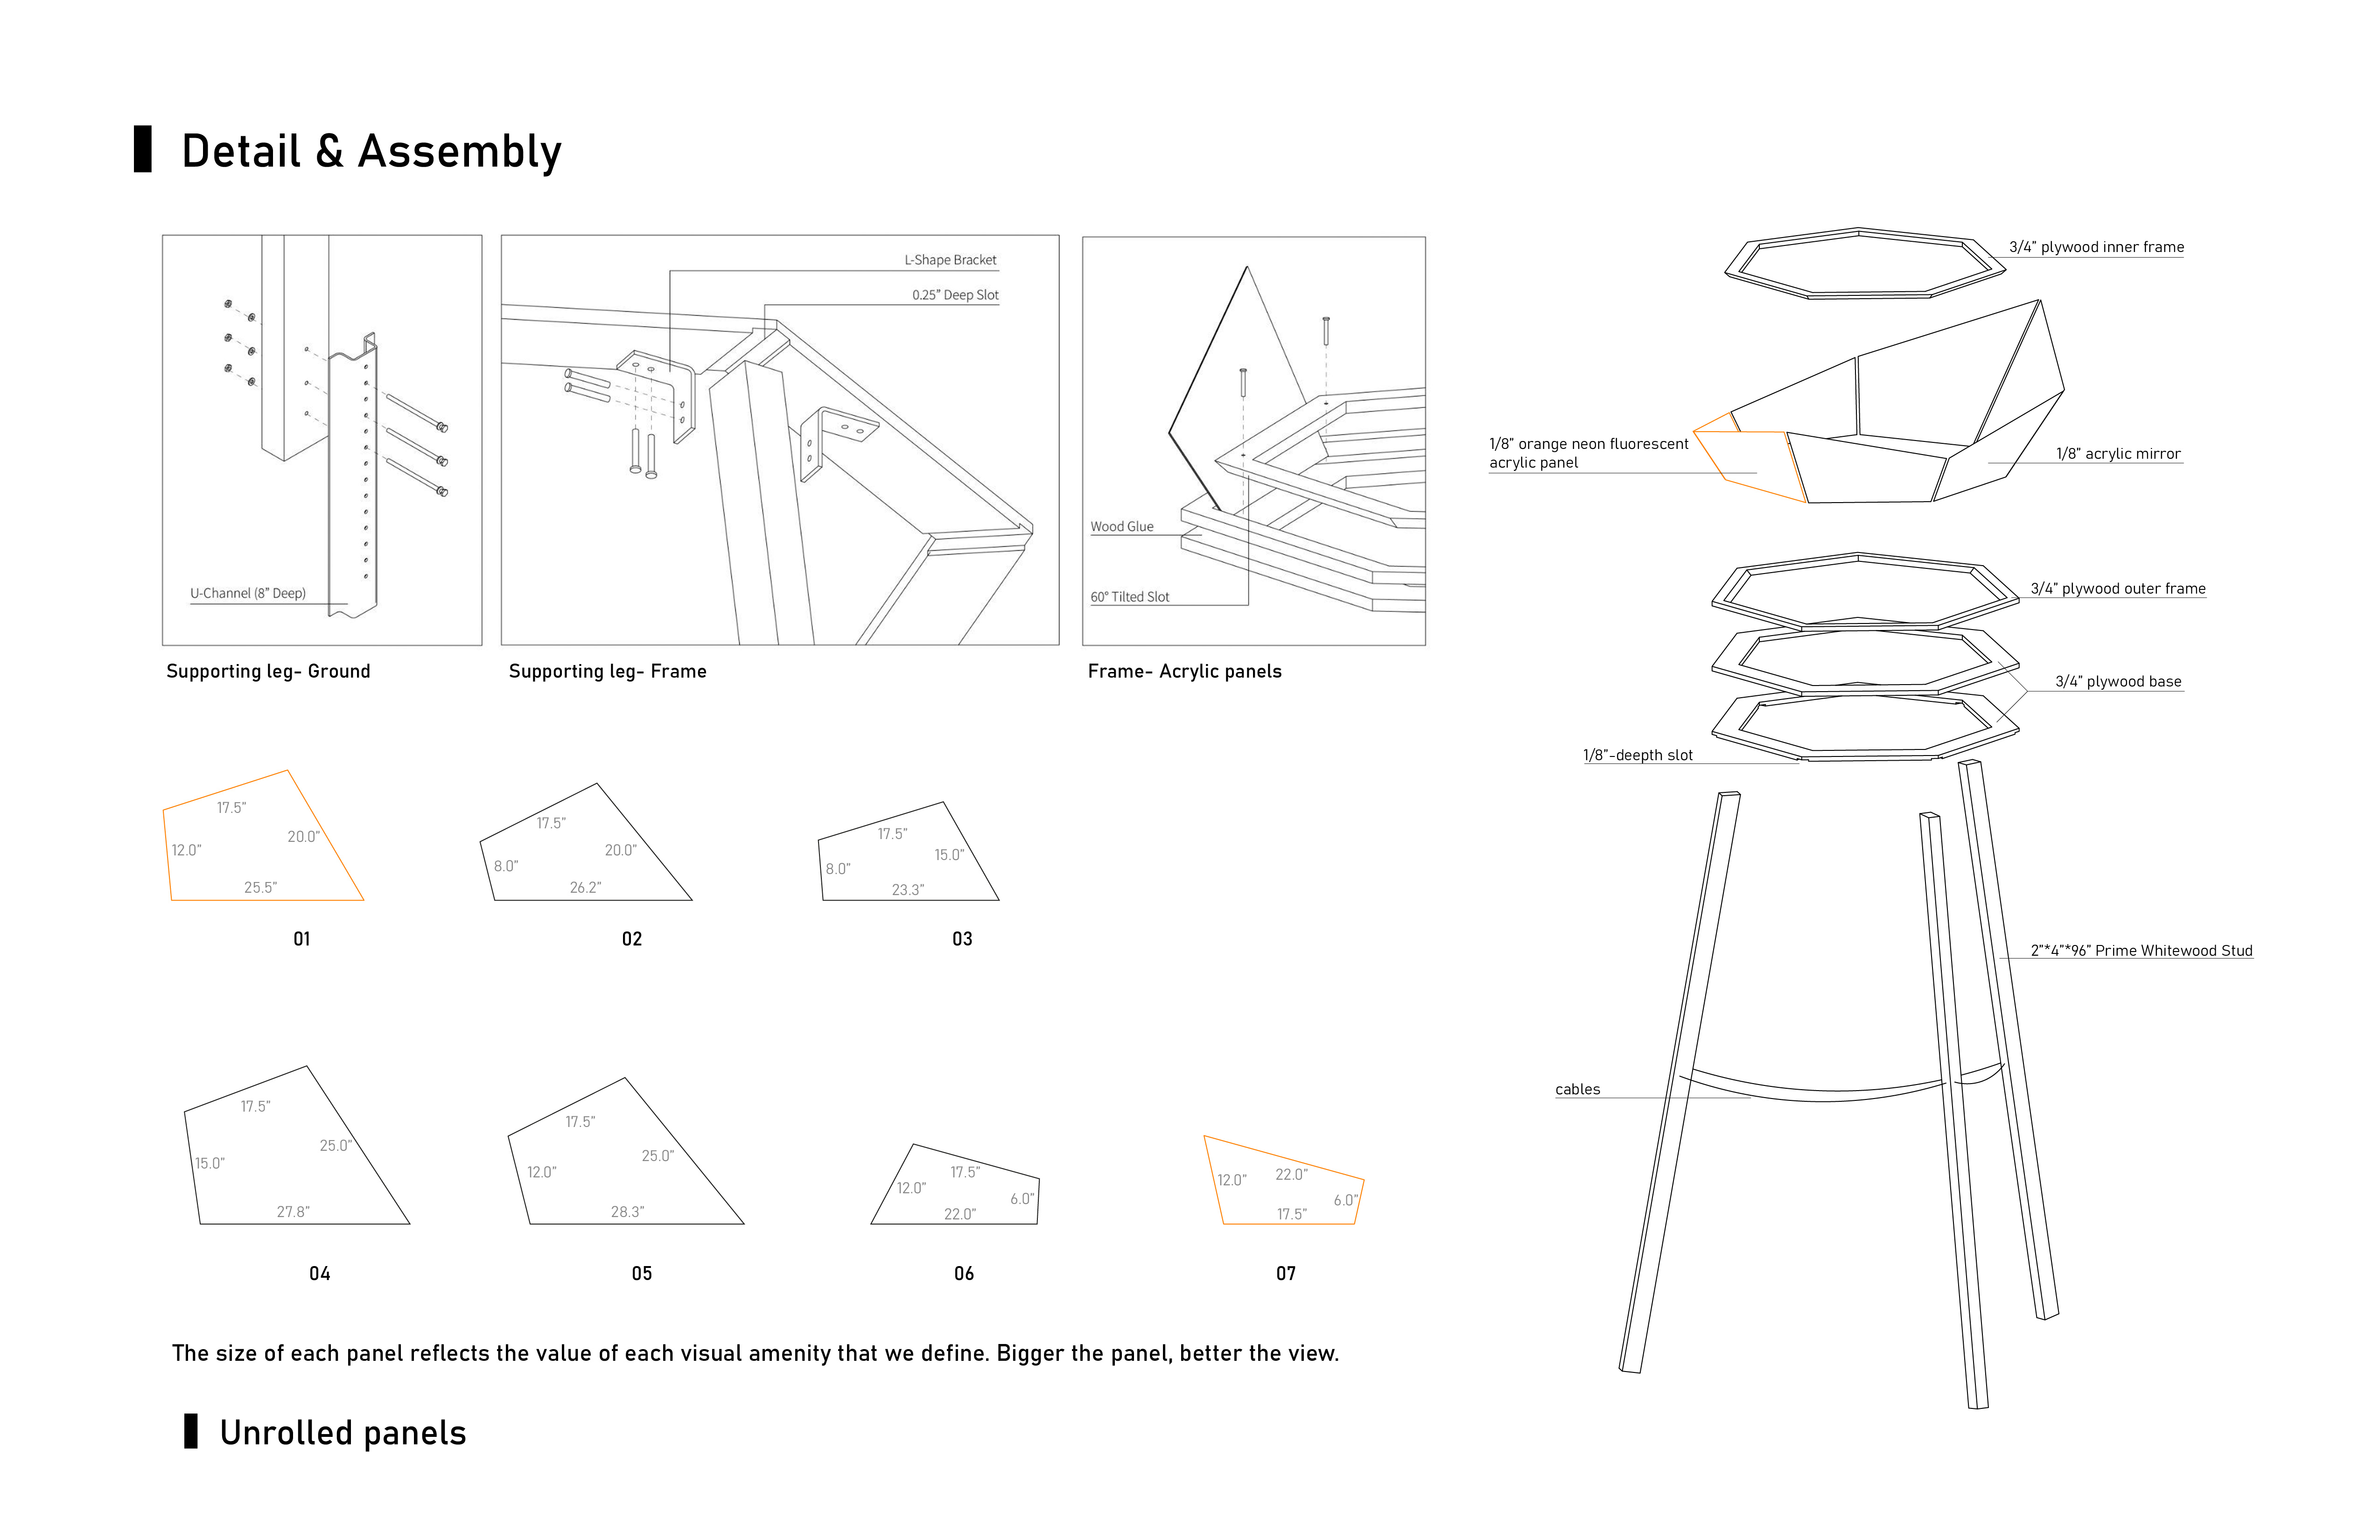 Detail & Assembly
L-Shape Bracket
0.25” Deep Slot
U-Channel (8” Deep)
Wood Glue
60° Tilted Slot
Supporting leg- Ground
Supporting leg- Frame
Frame- Acrylic panels
3/4” plywood inner frame
1/8” orange neon fluorescent
acrylic panel
1/8” acrylic mirror
3/4” plywood outer frame
3/4” plywood base
1/8”-deepth slot
2”*4”*96” Prime Whitewood Stud
cables
17.5”
12.0”
20.0”
25.5”
01
17.5”
8.0”
20.0”
26.2”
02
17.5”
8.0”
15.0”
23.3”
03
17.5”
15.0”
25.0”
27.8”
04
17.5”
12.0”
25.0”
28.3”
05
17.5”
12.0”
6.0”
22.0”
06
22.0”
12.0”
6.0”
17.5”
07
The size of each panel reflects the value of each visual amenity that we define. Bigger the panel, better the view.
Unrolled panels